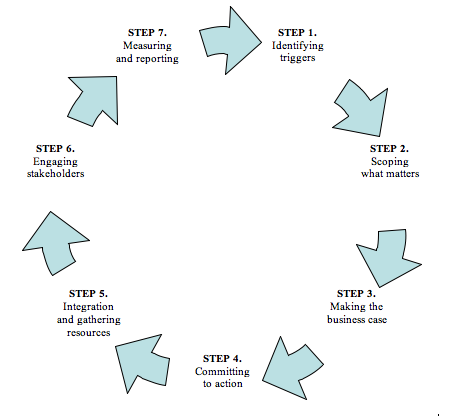 STEP 1.
Identifying
triggers
STEP 2.
Scoping
what matters
STEP 3.
Making the
business case
STEP 4.
Committing
to action
STEP 5.
Integration
and gathering
resources
STEP 6.
Engaging
stakeholders
STEP 7.
Measuring
and reporting